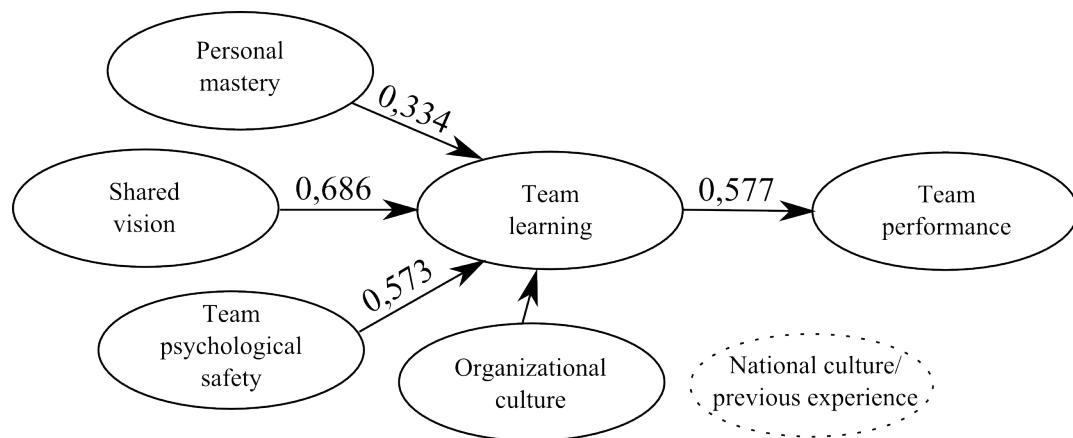 Personal
mastery
0,334
Shared
vision
0,686
Team
learning
0,577
Team
performance
Team
psychological
safety
0,573
Organizational
culture
National culture/
previous experience